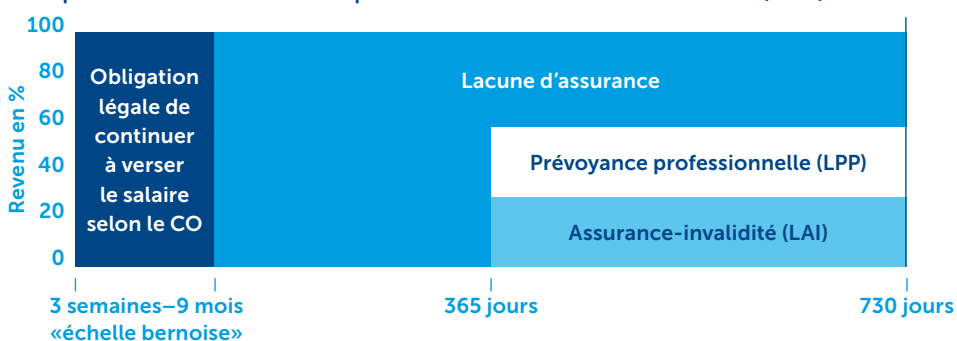 100
80
60
40
20
0
Revenu en %
Obligation
légale de
continuer
à verser
le salaire
selon le CO
Lacune d’assurance
Prévoyance professionnelle (LPP)
Assurance-invalidité (LAI)
3 semaines–9 mois
«échelle bernoise»
365 jours
730 jours